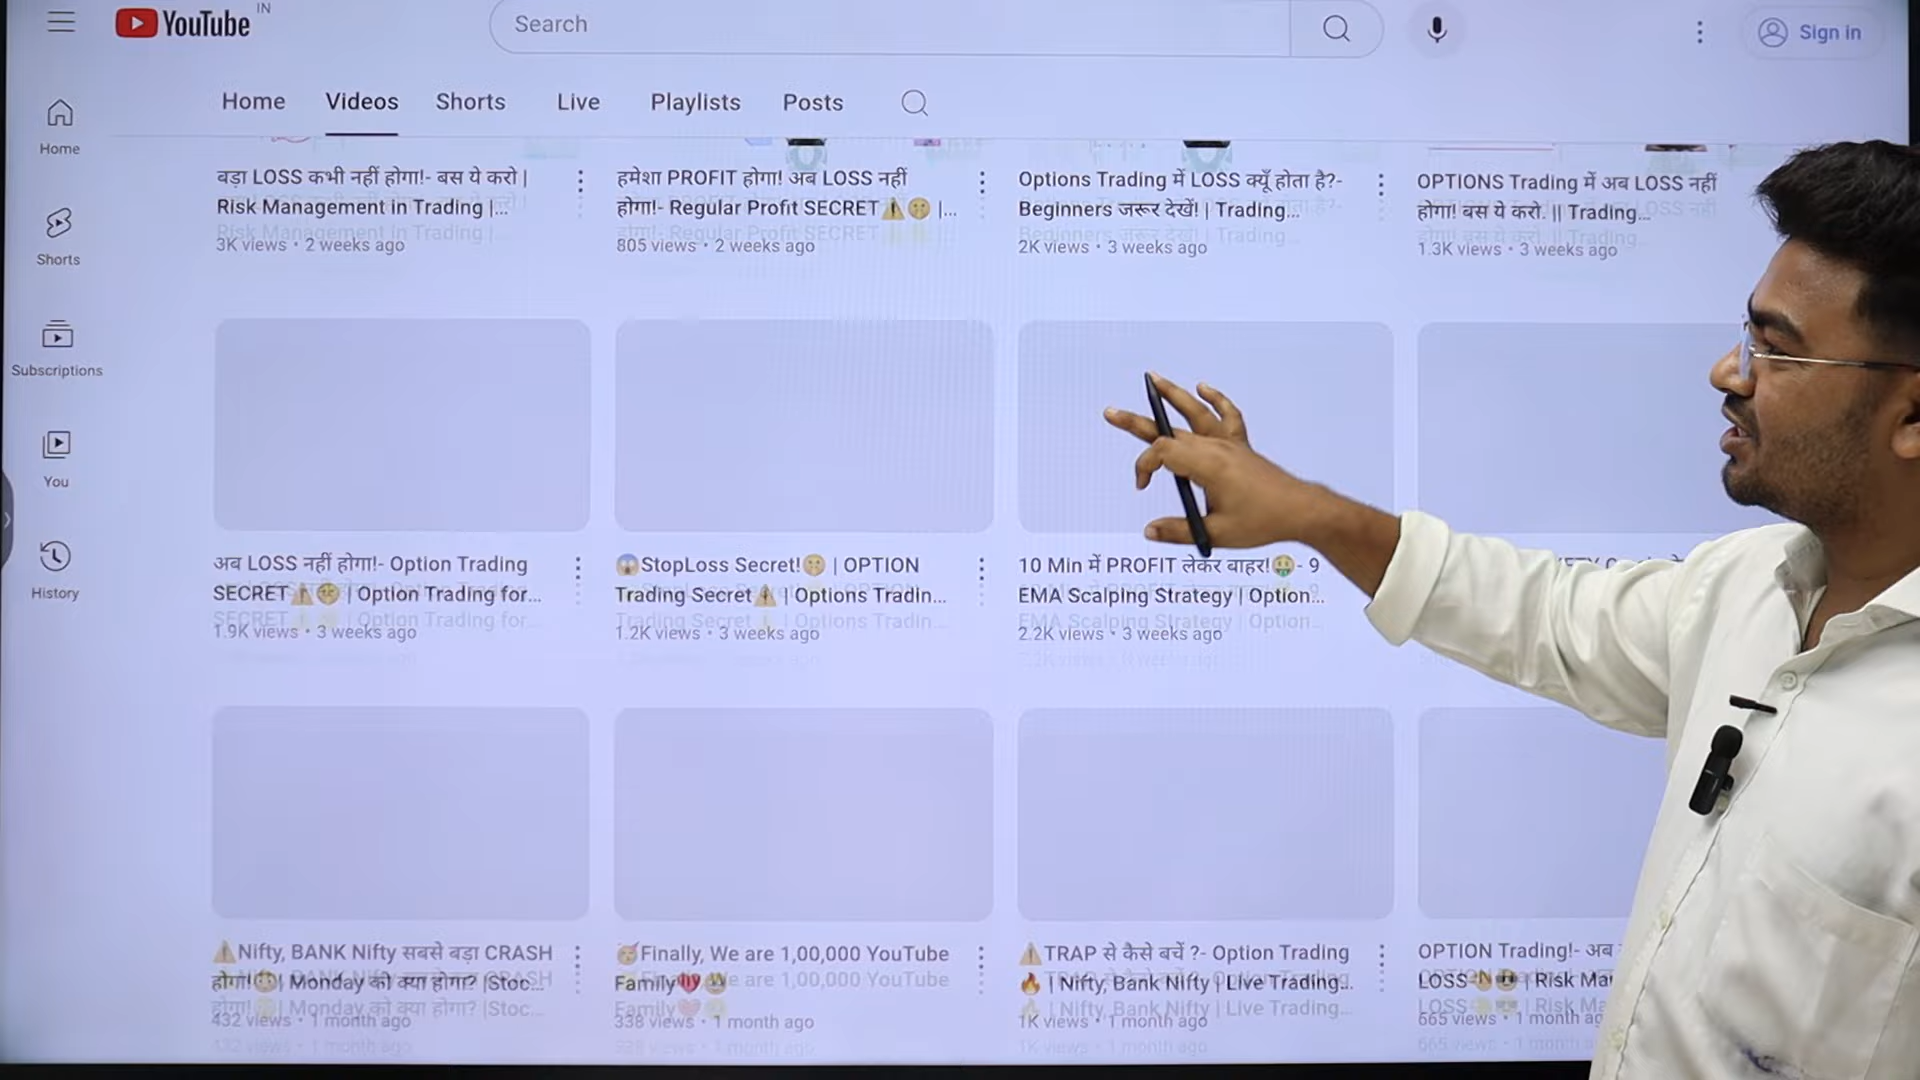 YouTube IN
Search
Sign in
Home
Videos
Shorts
Live
Playlists
Posts
Home
Shorts
Subscriptions
You
History
बड़ा LOSS कभी नहीं होगा!- बस ये करो |
Risk Management in Trading |...
3K views • 2 weeks ago
हमेशा PROFIT होगा! अब LOSS नहीं
होगा!- Regular Profit SECRET ⚠️🤫 |...
805 views • 2 weeks ago
Options Trading में LOSS क्यूँ होता है?-
Beginners जरूर देखें! | Trading...
2K views • 3 weeks ago
OPTIONS Trading में अब LOSS नहीं
होगा! बस ये करो. || Trading...
1.3K views • 3 weeks ago
अब LOSS नहीं होगा!- Option Trading
SECRET⚠️🤫 | Option Trading for...
1.9K views • 3 weeks ago
😱StopLoss Secret!🤫 | OPTION
Trading Secret⚠️ | Options Tradin...
1.2K views • 3 weeks ago
10 Min में PROFIT लेकर बाहर!🤑- 9
EMA Scalping Strategy | Option...
2.2K views • 3 weeks ago
⚠️Nifty, BANK Nifty सबसे बड़ा CRASH
होगा!😳| Monday को क्या होगा? |Stoc...
432 views • 1 month ago
🥳Finally, We are 1,00,000 YouTube
Family❤️
338 views • 1 month ago
⚠️TRAP से कैसे बचें ?- Option Trading
🔥 | Nifty, Bank Nifty | Live Trading...
1K views • 1 month ago
OPTION Trading!- अब
LOSS | Risk Ma
665 views • 1 month ag